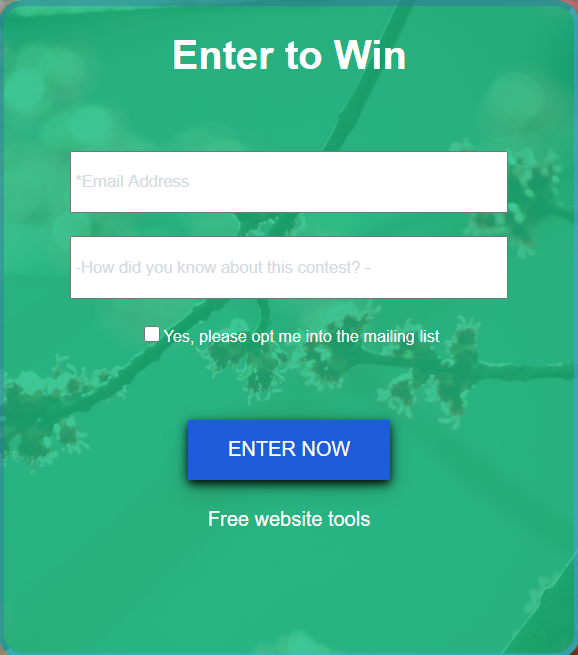 Enter to Win
*Email Address
-How did you know about this contest? -
Yes, please opt me into the mailing list
ENTER NOW
Free website tools